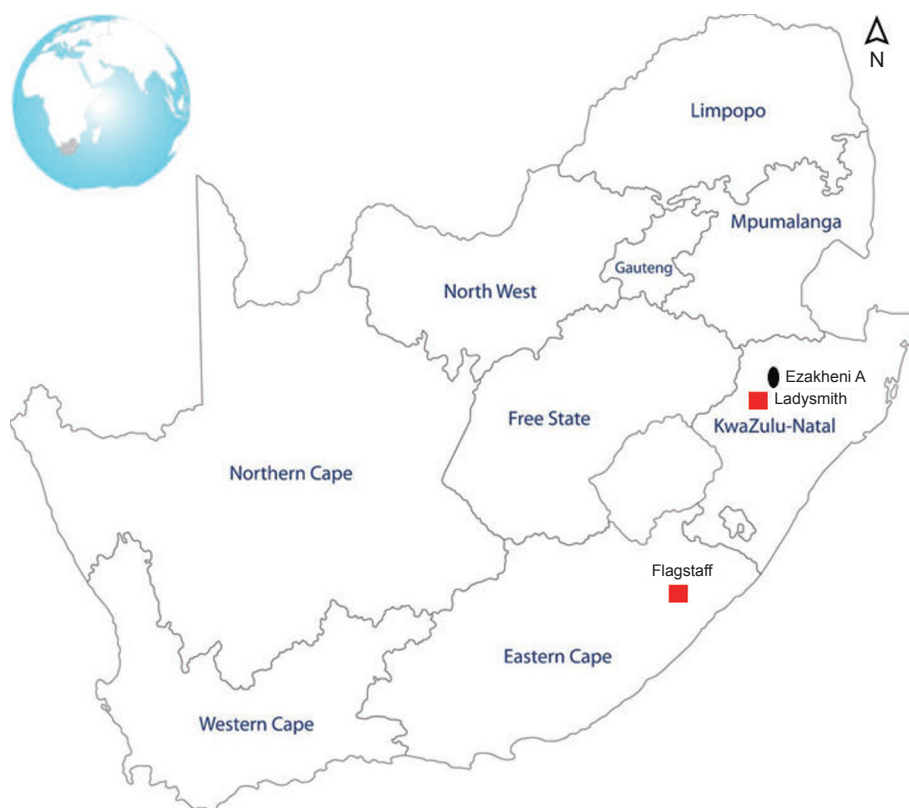 N
Limpopo
Mpumalanga
Gauteng
North West
Ezakheni A
Ladysmith
Free State
KwaZulu-Natal
Northern Cape
Flagstaff
Eastern Cape
Western Cape